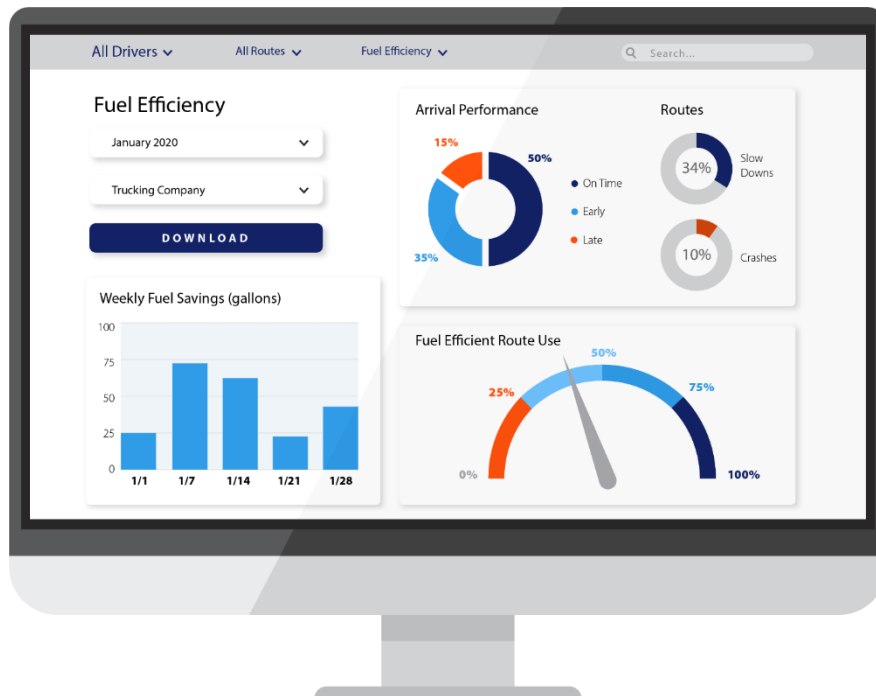 All Drivers
All Routes
Fuel Efficiency
Search...
Fuel Efficiency
January 2020
Trucking Company
DOWNLOAD
Weekly Fuel Savings (gallons)
100
75
50
25
0
1/1 1/7 1/14 1/21 1/28
Arrival Performance
15%
50%
35%
On Time
Early
Late
Routes
34%
Slow
Downs
10%
Crashes
Fuel Efficient Route Use
0%
25%
50%
75%
100%